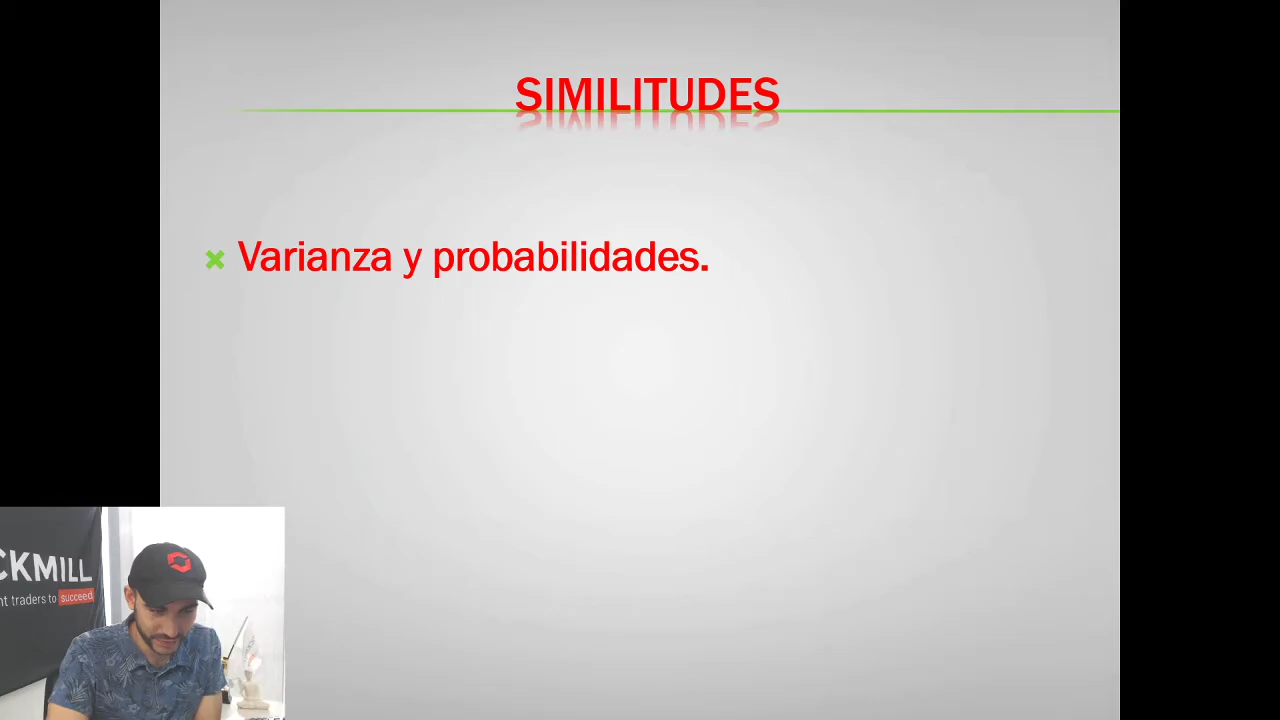 SIMILITUDES
Varianza y probabilidades.
CKMILL
nt traders to succeed.